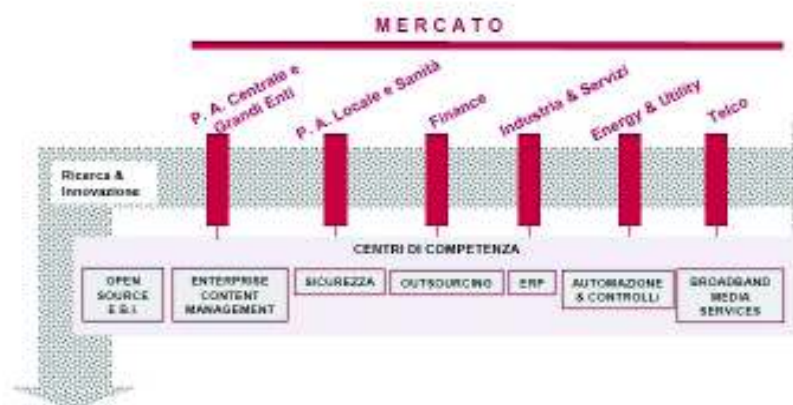 MERCATO
P. A. Centrale e
Grandi Enti
P. A. Locale e Sanità
Finance
Industria & Servizi
Energy & Utility
Telco
Ricerca &
Innovazione
CENTRI DI COMPETENZA
OPEN
SOURCE
E B.I.
ENTERPRISE
CONTENT
MANAGEMENT
SICUREZZA
OUTSOURCING
ERP
AUTOMAZIONE
& CONTROLLI
BROADBAND
MEDIA
SERVICES